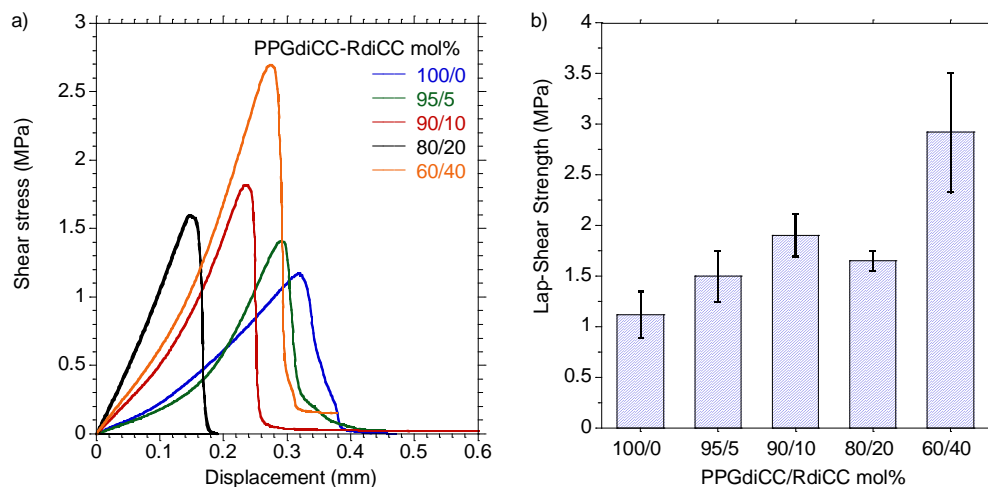 a)
Shear stress (MPa)
3
2.5
2
1.5
1
0.5
0
PPGdiCC-RdiCC mol%
100/0
95/5
90/10
80/20
60/40
0 0.1 0.2 0.3 0.4 0.5 0.6
Displacement (mm)
b)
Lap-Shear Strength (MPa)
4
3.5
3
2.5
2
1.5
1
0.5
0
100/0 95/5 90/10 80/20 60/40
PPGdiCC/RdiCC mol%